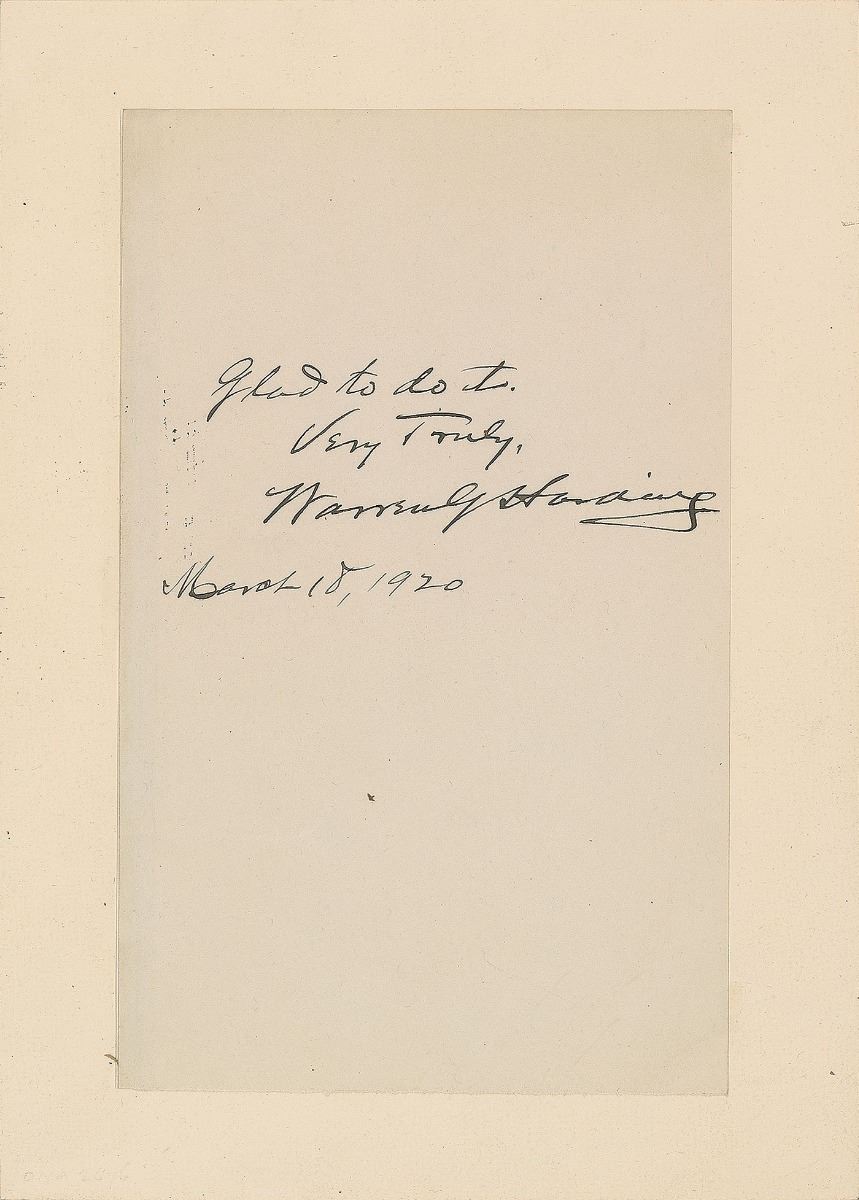 Glad to do it.
Very Truly,
Warren G Harding
March 18, 1920